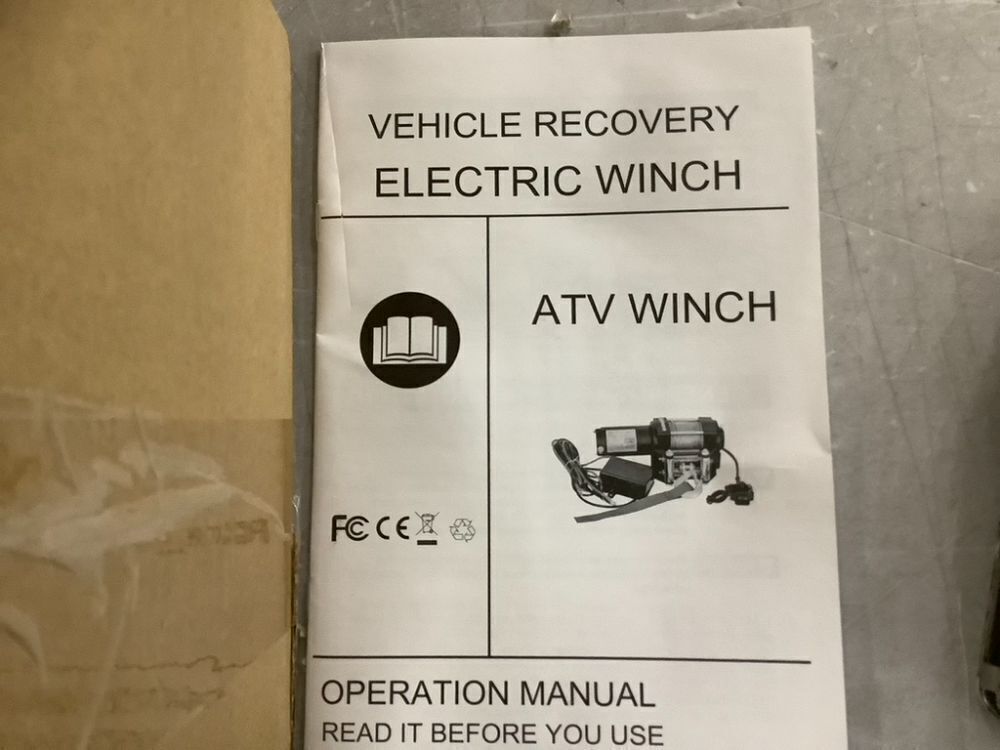 VEHICLE RECOVERY
ELECTRIC WINCH
ATV WINCH
FC CE
OPERATION MANUAL
READ IT BEFORE YOU USE